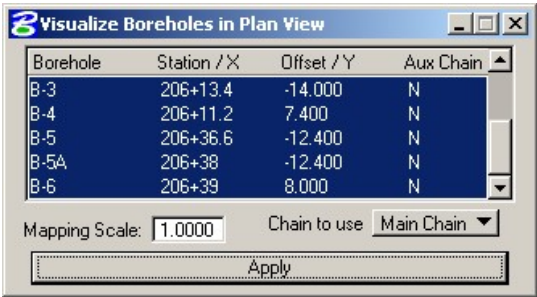 Visualize Boreholes in Plan View
Borehole Station / X Offset / Y Aux Chain
B-3 206+13.4 -14.000 N
B-4 206+11.2 7.400 N
B-5 206+36.6 -12.400 N
B-5A 206+38 -12.400 N
B-6 206+39 8.000 N
Mapping Scale: 1.0000 Chain to use Main Chain
Apply